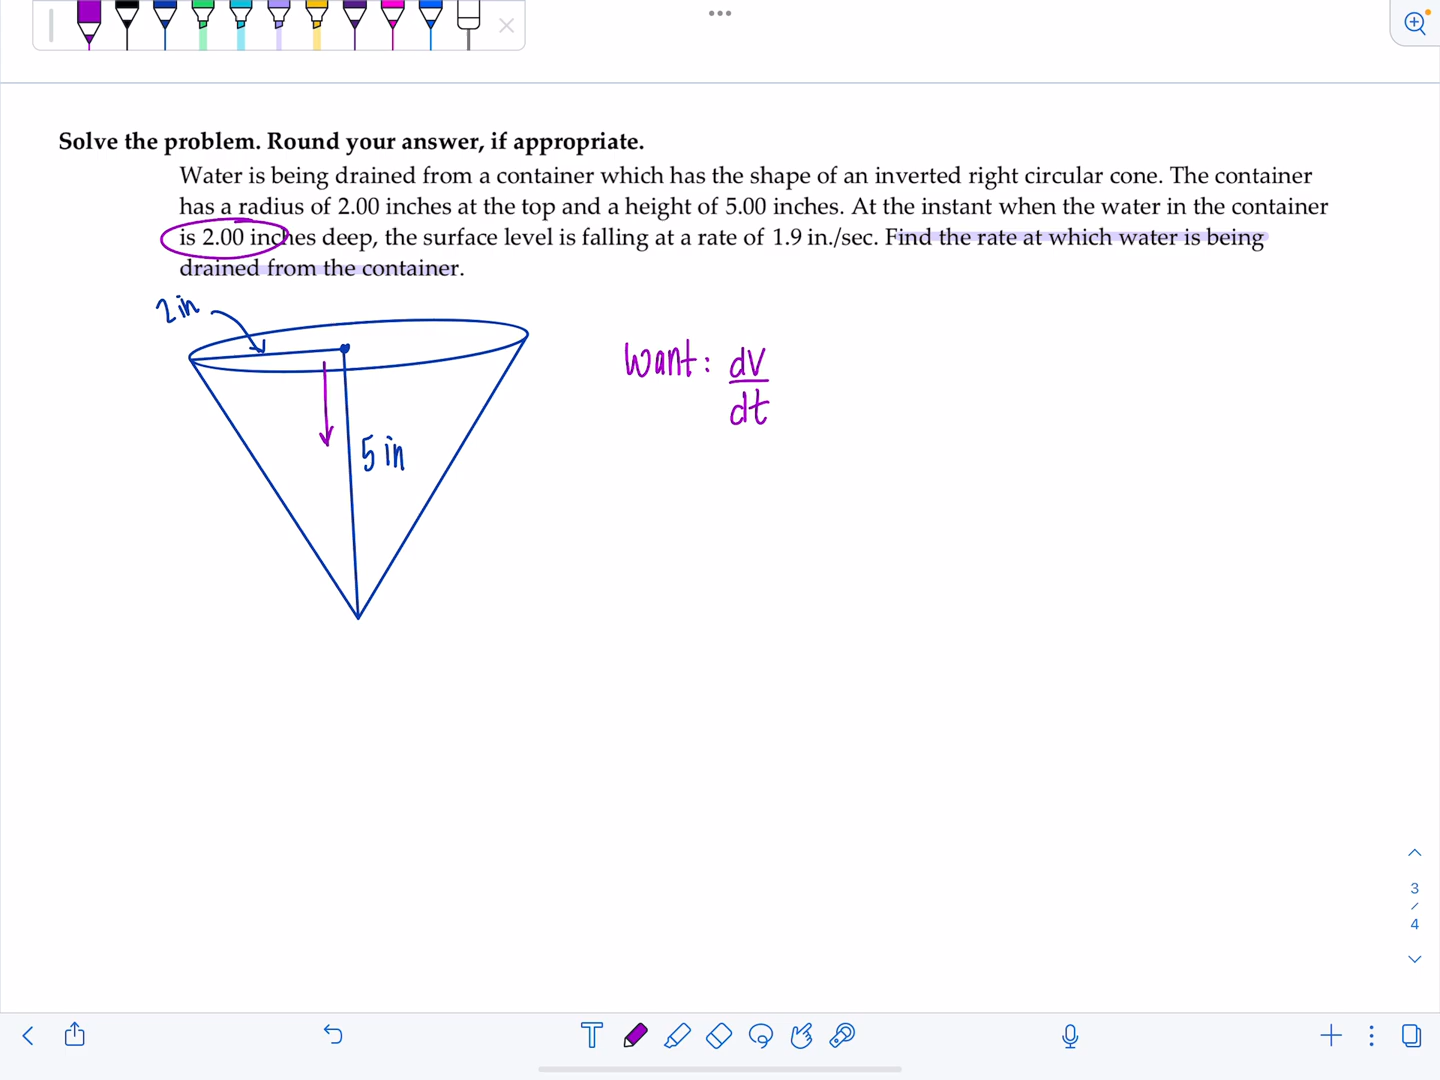 Solve the problem. Round your answer, if appropriate.
Water is being drained from a container which has the shape of an inverted right circular cone. The container
has a radius of 2.00 inches at the top and a height of 5.00 inches. At the instant when the water in the container
is 2.00 inches deep, the surface level is falling at a rate of 1.9 in./sec. Find the rate at which water is being
drained from the container.
2in
Want: dV
dt
5 in
3
/
4
T